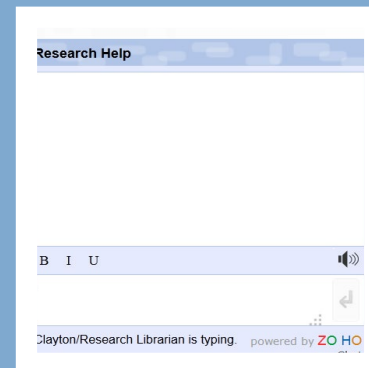 Research Help
B I U
Clayton/Research Librarian is typing. powered by ZOHO